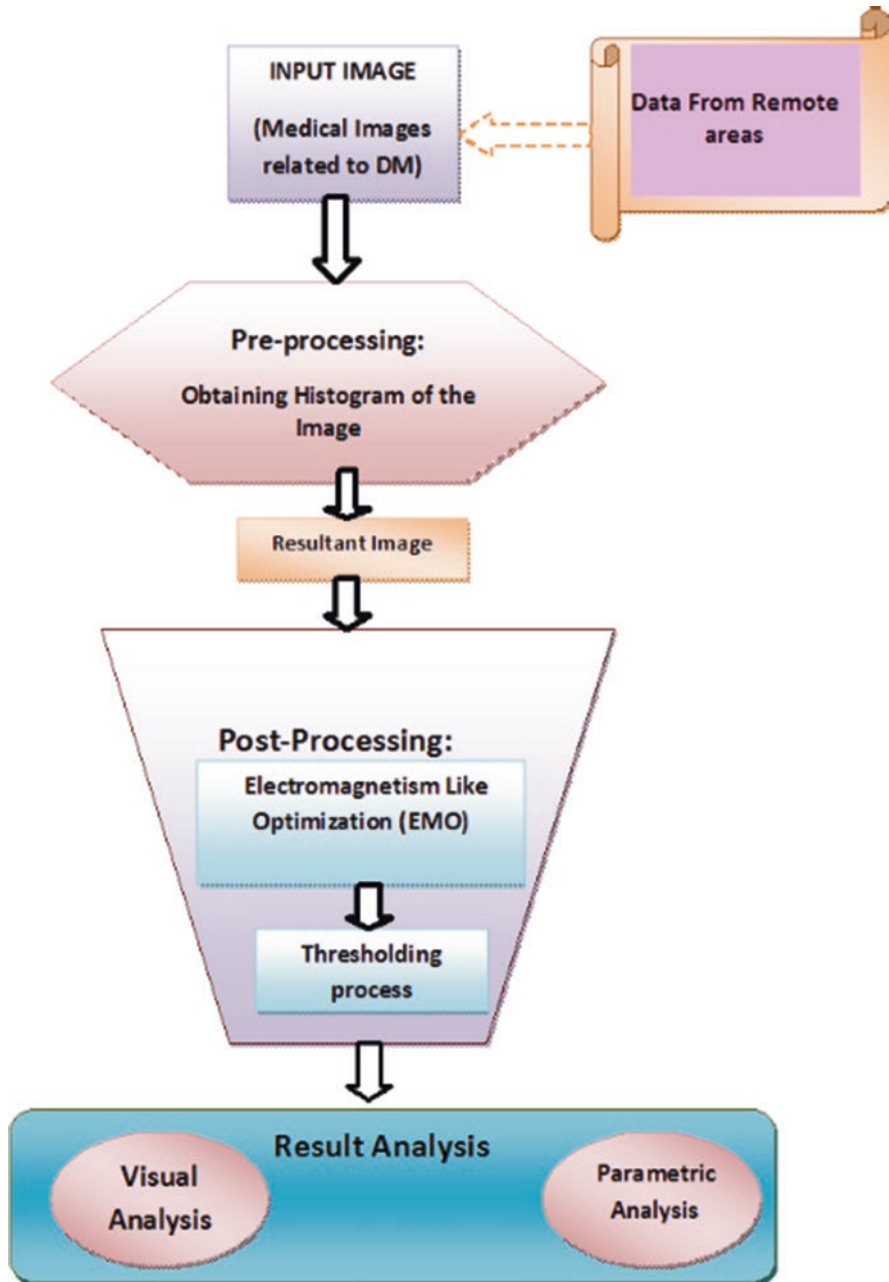 INPUT IMAGE
(Medical Images
related to DM)
Data From Remote
areas
Pre-processing:
Obtaining Histogram of the
Image
Resultant Image
Post-Processing:
Electromagnetism Like
Optimization (EMO)
Thresholding
process
Result Analysis
Visual
Analysis
Parametric
Analysis